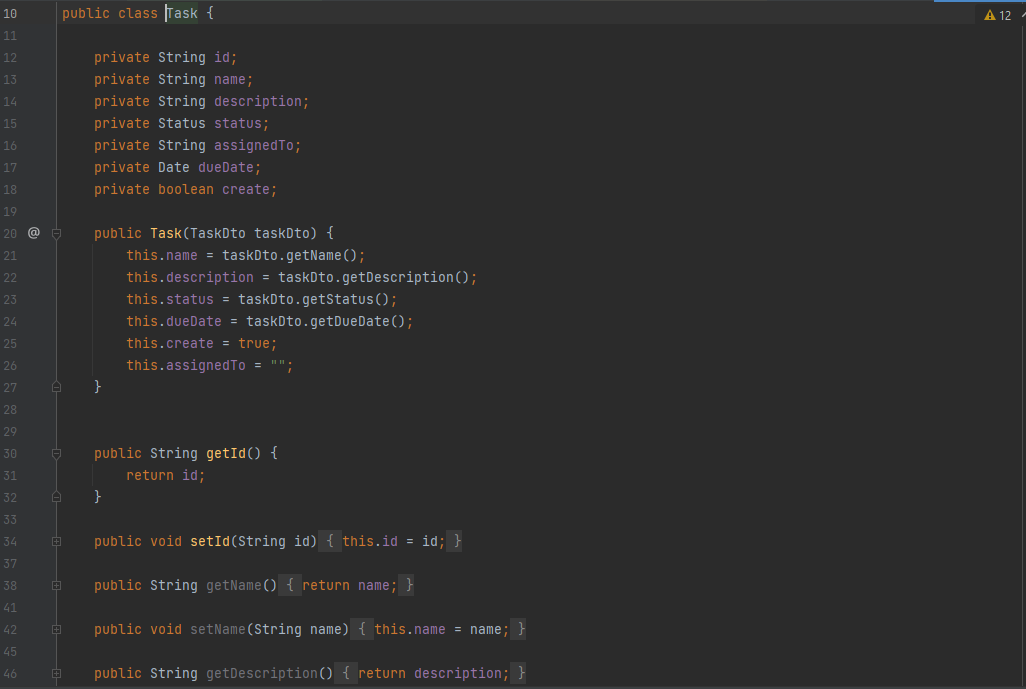 10 public class Task { 12
11
12 private String id;
13 private String name;
14 private String description;
15 private Status status;
16 private String assignedTo;
17 private Date dueDate;
18 private boolean create;
19
20 @ public Task(TaskDto taskDto) {
21 this.name = taskDto.getName();
22 this.description = taskDto.getDescription();
23 this.status = taskDto.getStatus();
24 this.dueDate = taskDto.getDueDate();
25 this.create = true;
26 this.assignedTo = "";
27 }
28
29
30 public String getId() {
31 return id;
32 }
33
34 public void setId(String id) { this.id = id; }
37
38 public String getName() { return name; }
41
42 public void setName(String name) { this.name = name; }
45
46 public String getDescription() { return description; }